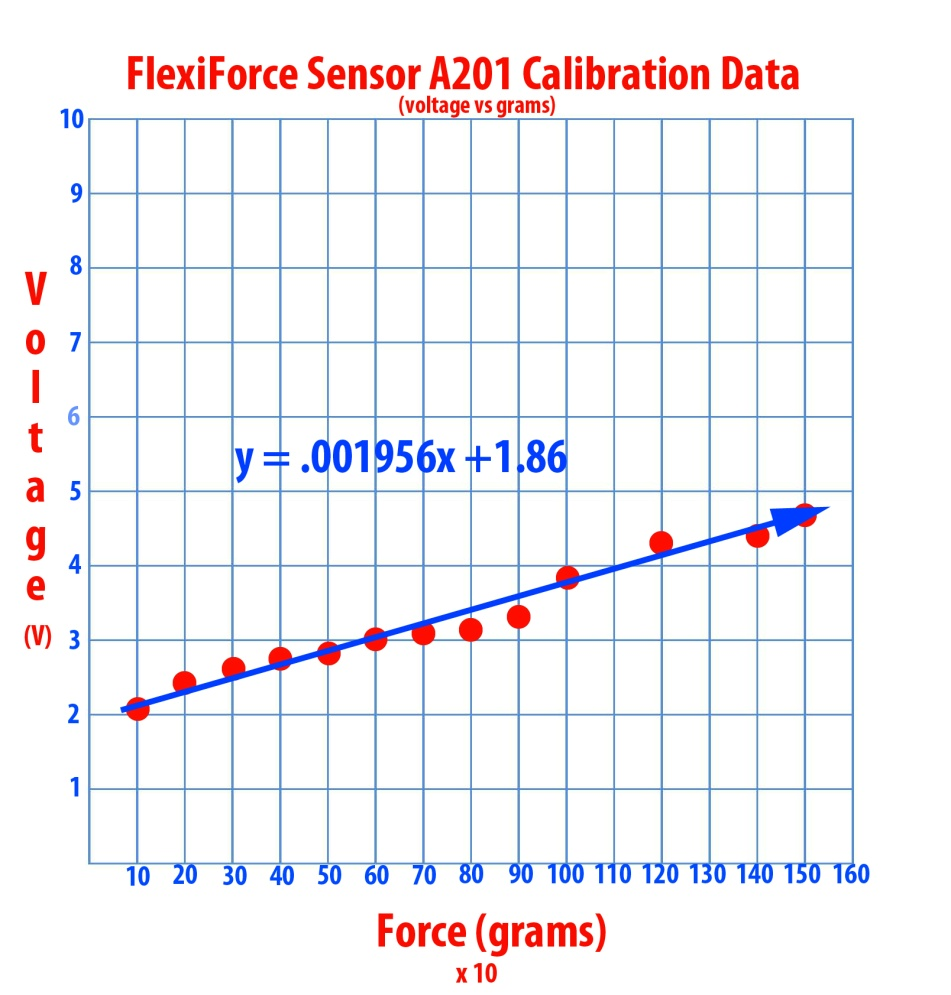 FlexiForce Sensor A201 Calibration Data
(voltage vs grams)
10
9
8
7
6
5
4
3
2
1
Voltage
(V)
y = .001956x +1.86
10 20 30 40 50 60 70 80 90 100 110 120 130 140 150 160
Force (grams)
x 10